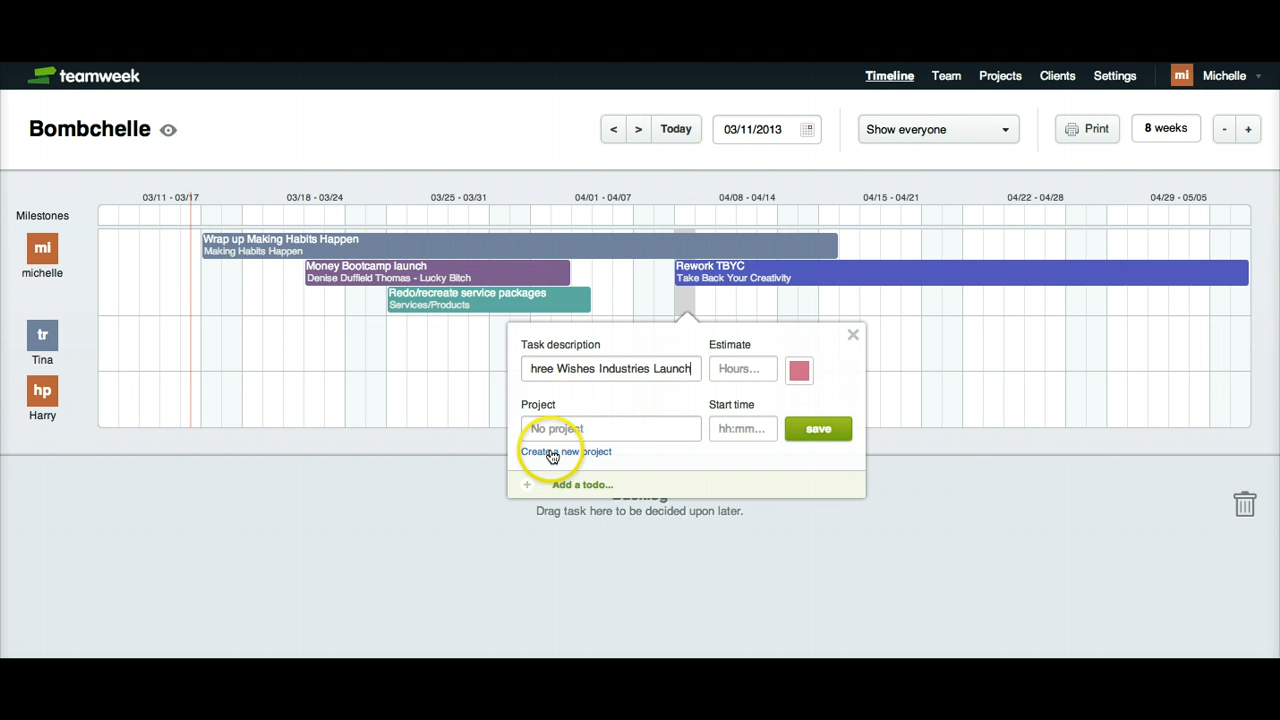 teamweek
Timeline Team Projects Clients Settings mi Michelle
Bombchelle
< > Today 03/11/2013 Show everyone Print 8 weeks - +
03/11 - 03/17 03/18 - 03/24 03/25 - 03/31 04/01 - 04/07 04/08 - 04/14 04/15 - 04/21 04/22 - 04/28 04/29 - 05/05
Milestones
mi
michelle
Wrap up Making Habits Happen
Making Habits Happen
Money Bootcamp launch
Denise Duffield Thomas - Lucky Bitch
Rework TBYC
Take Back Your Creativity
Redo/recreate service packages
Services/Products
tr
Tina
hp
Harry
Task description Estimate
hree Wishes Industries Launch Hours...
Project Start time
No project hh:mm... save
Create a new project
+ Add a todo...
Backlog
Drag task here to be decided upon later.